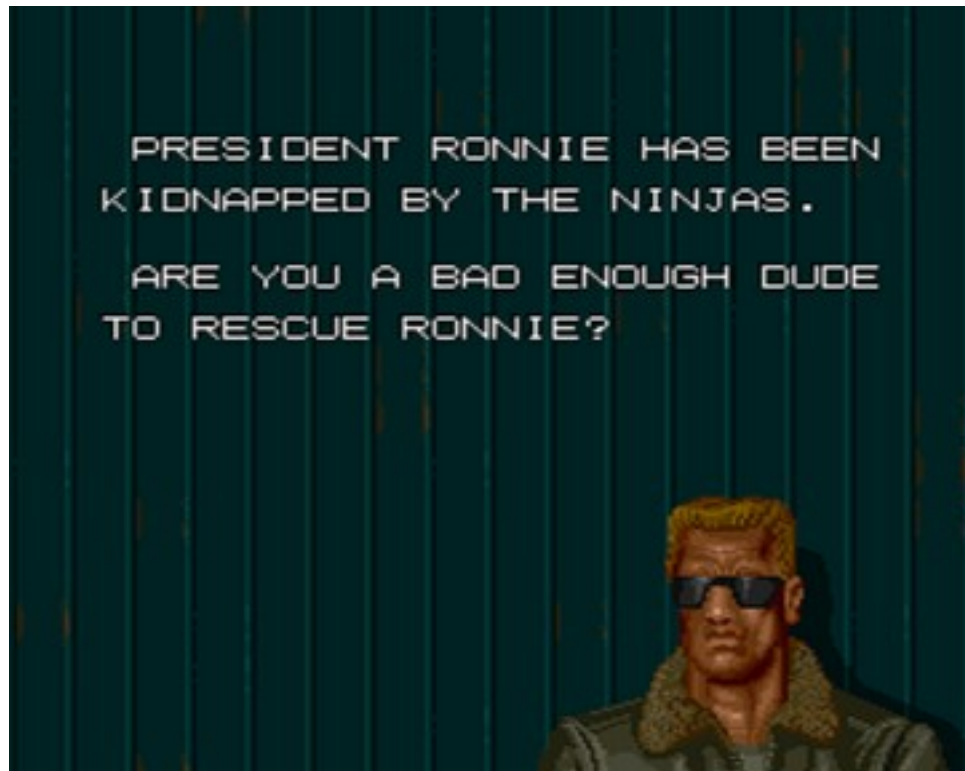 PRESIDENT RONNIE HAS BEEN
KIDNAPPED BY THE NINJAS.
ARE YOU A BAD ENOUGH DUDE
TO RESCUE RONNIE?